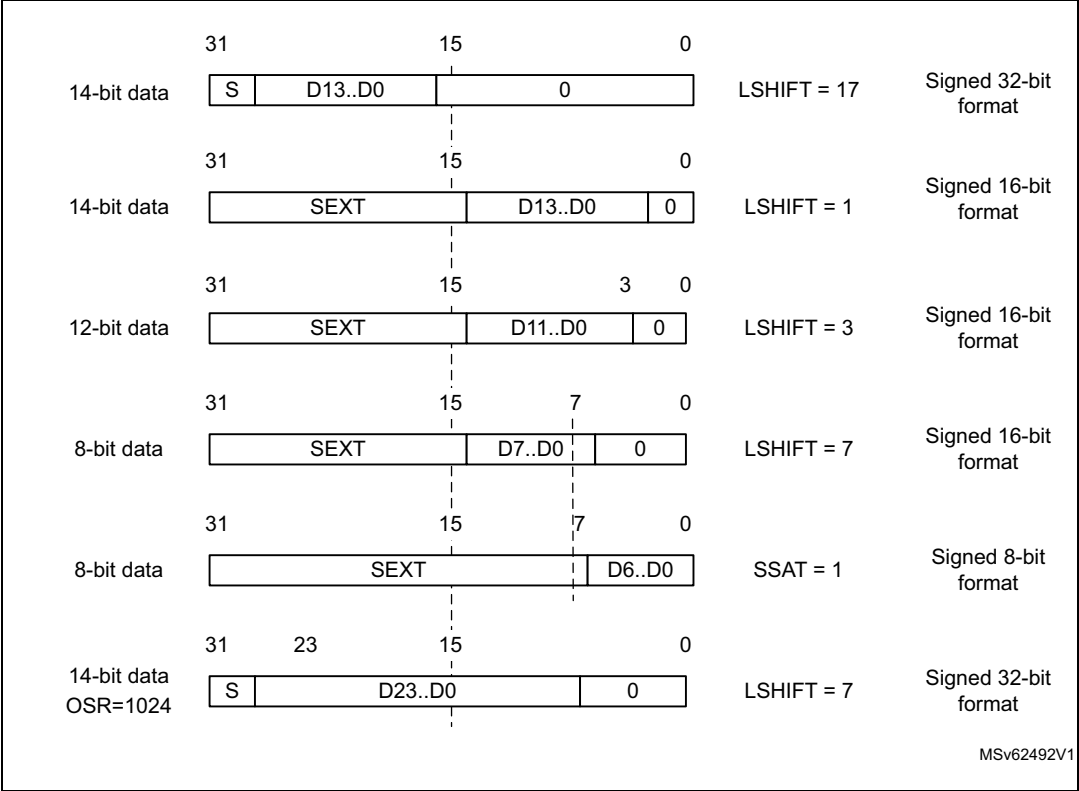 31 15 0
14-bit data S D13..D0 0 LSHIFT = 17 Signed 32-bit format
31 15 0
14-bit data SEXT D13..D0 0 LSHIFT = 1 Signed 16-bit format
31 15 3 0
12-bit data SEXT D11..D0 0 LSHIFT = 3 Signed 16-bit format
31 15 7 0
8-bit data SEXT D7..D0 0 LSHIFT = 7 Signed 16-bit format
31 15 7 0
8-bit data SEXT D6..D0 SSAT = 1 Signed 8-bit format
31 23 15 0
14-bit data OSR=1024 S D23..D0 0 LSHIFT = 7 Signed 32-bit format
MSv62492V1